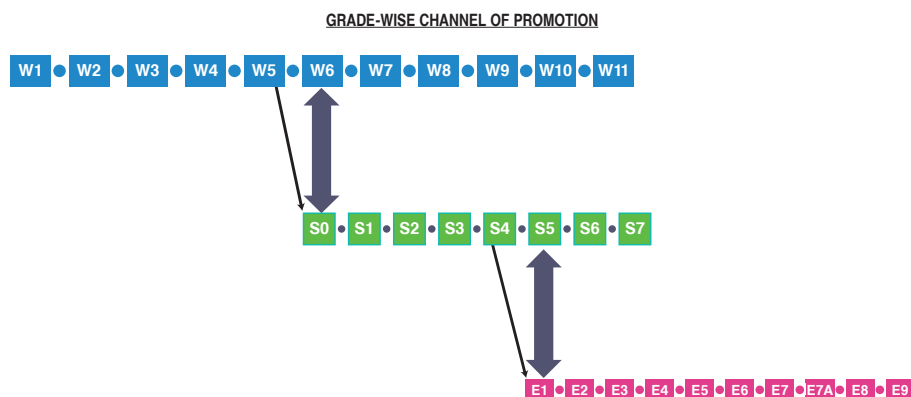 GRADE-WISE CHANNEL OF PROMOTION
W1 W2 W3 W4 W5 W6 W7 W8 W9 W10 W11
S0 S1 S2 S3 S4 S5 S6 S7
E1 E2 E3 E4 E5 E6 E7 E7A E8 E9